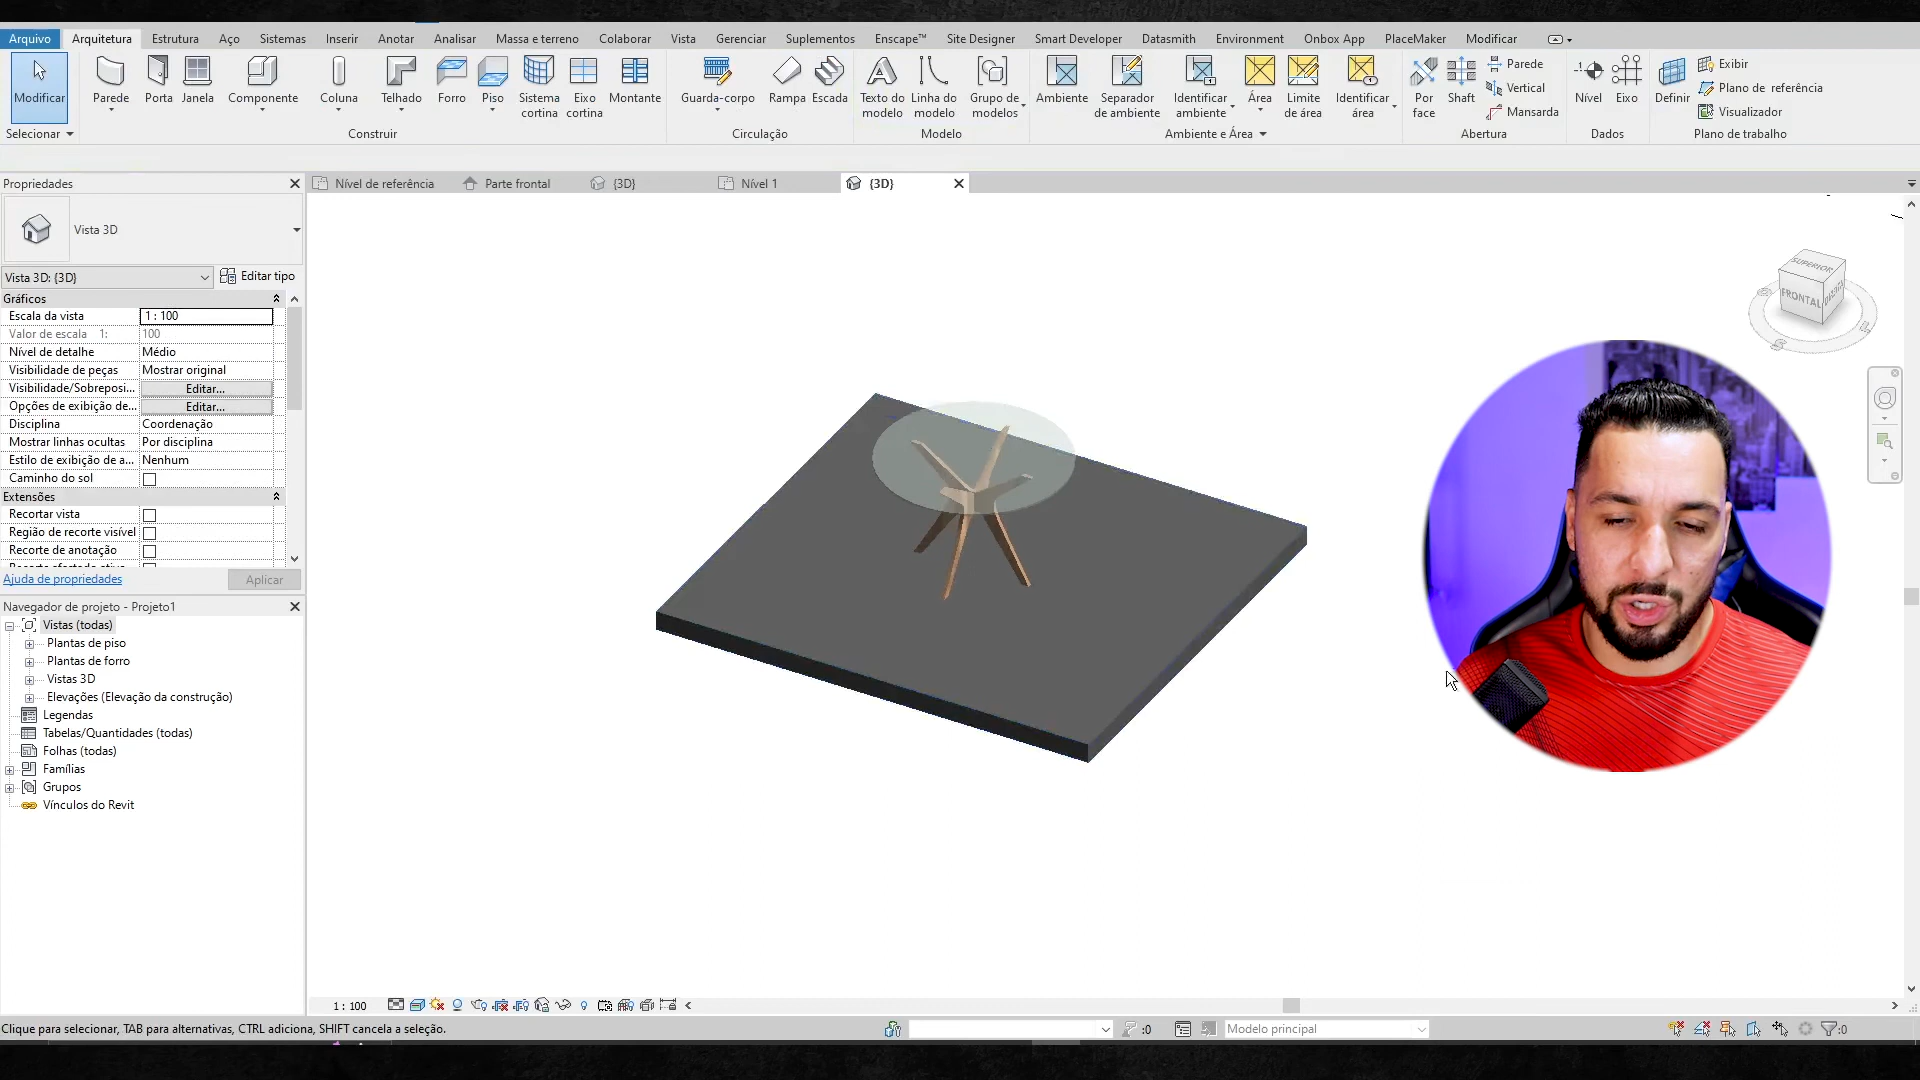 Arquivo Arquitetura Estrutura Aço Sistemas Inserir Anotar Analisar Massa e terreno Colaborar Vista Gerenciar Suplementos Enscape™ Site Designer Smart Developer Datasmith Environment Onbox App PlaceMaker Modificar
Modificar Parede Porta Janela Componente Coluna Telhado Forro Piso Sistema cortina Eixo cortina Montante Guarda-corpo Rampa Escada Texto do modelo Linha do modelo Grupo de modelos Ambiente Separador de ambiente Identificar ambiente Área Limite de área Identificar área Por face Shaft Parede Vertical Mansarda Nível Eixo Definir Exibir Plano de referência Visualizador
Selecionar Construir Circulação Modelo Ambiente e Área Abertura Dados Plano de trabalho
Propriedades
Nível de referência Parte frontal {3D} Nível 1 {3D}
Vista 3D
Vista 3D: {3D} Editar tipo
Gráficos
Escala da vista 1 : 100
Valor de escala 1: 100
Nível de detalhe Médio
Visibilidade de peças Mostrar original
Visibilidade/Sobreposi... Editar...
Opções de exibição de... Editar...
Disciplina Coordenação
Mostrar linhas ocultas Por disciplina
Estilo de exibição de a... Nenhum
Caminho do sol
Extensões
Recortar vista
Região de recorte visível
Recorte de anotação
Ajuda de propriedades Aplicar
Navegador de projeto - Projeto1
Vistas (todas)
Plantas de piso
Plantas de forro
Vistas 3D
Elevações (Elevação da construção)
Legendas
Tabelas/Quantidades (todas)
Folhas (todas)
Famílias
Grupos
Vínculos do Revit
SUPERIOR
FRONTAL
1 : 100
Clique para selecionar, TAB para alternativas, CTRL adiciona, SHIFT cancela a seleção. :0 Modelo principal :0